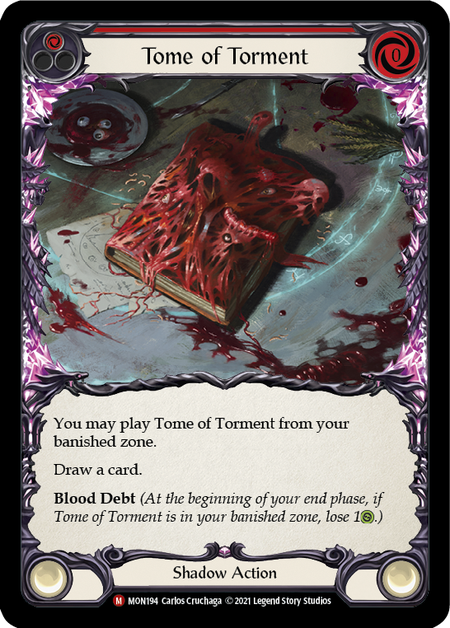 Tome of Torment
0
You may play Tome of Torment from your
banished zone.
Draw a card.
Blood Debt (At the beginning of your end phase, if
Tome of Torment is in your banished zone, lose 1.)
Shadow Action
M MON194 Carlos Cruchaga © 2021 Legend Story Studios